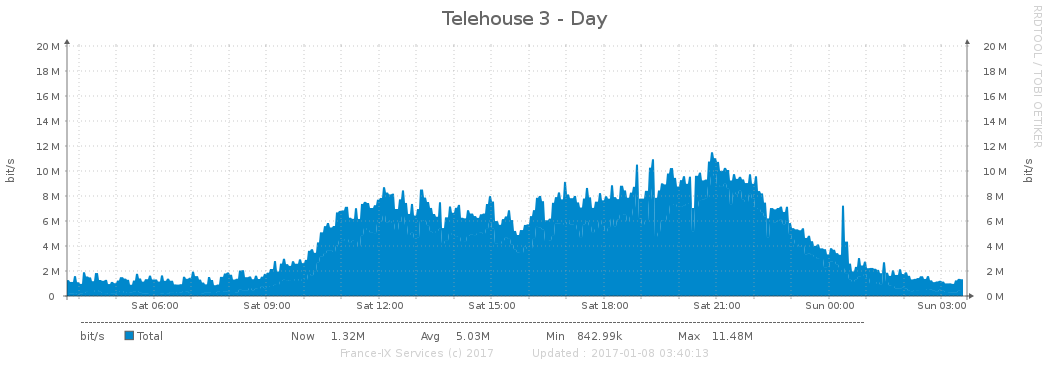 Telehouse 3 - Day
RRDTOOL / TOBI OETIKER
20 M 20 M
18 M 18 M
16 M 16 M
14 M 14 M
12 M 12 M
10 M 10 M
8 M 8 M
6 M 6 M
4 M 4 M
2 M 2 M
0 0 M
bit/s bit/s
Sat 06:00 Sat 09:00 Sat 12:00 Sat 15:00 Sat 18:00 Sat 21:00 Sun 00:00 Sun 03:00
bit/s Total Now 1.32M Avg 5.03M Min 842.99k Max 11.48M
France-IX Services (c) 2017 Updated : 2017-01-08 03:40:13